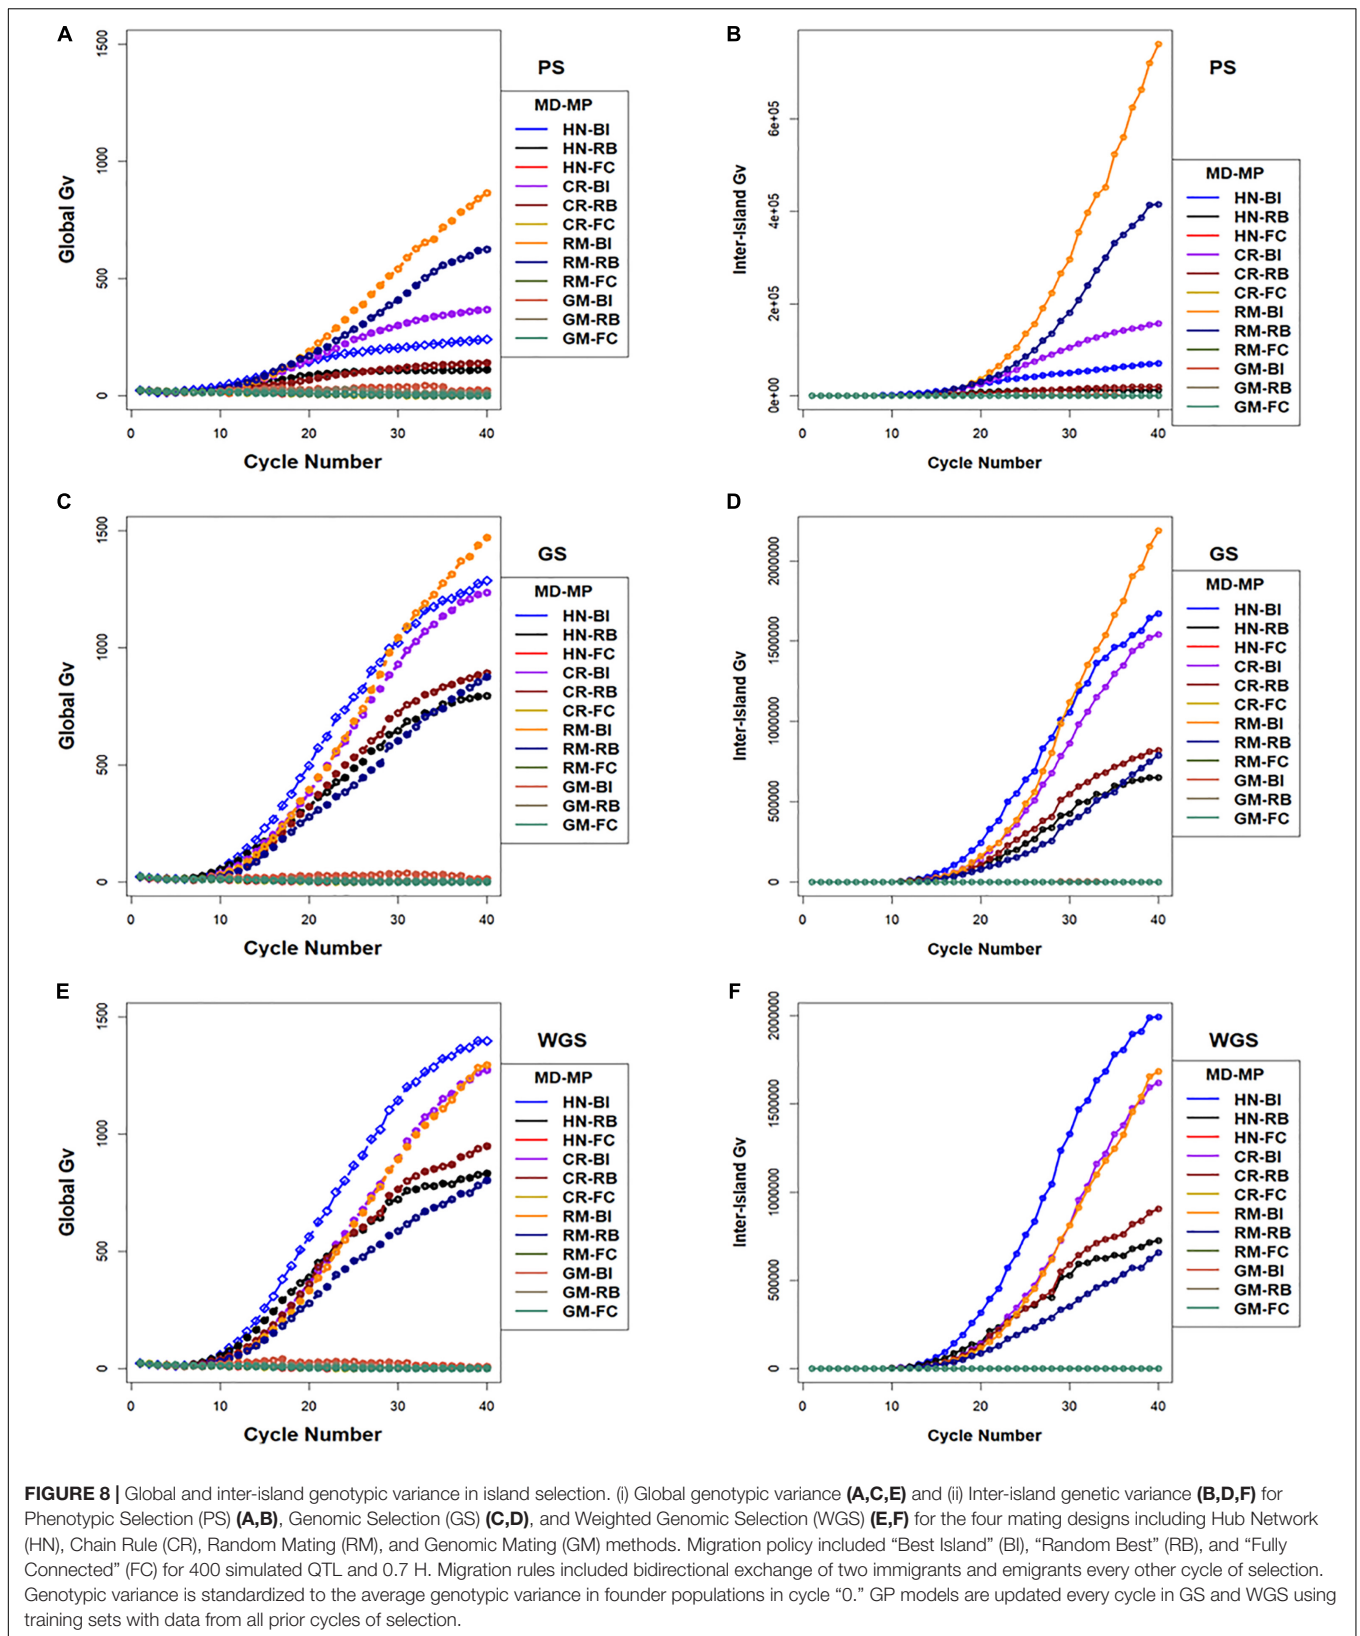 A
1500
1000
500
0
Global Gv
0 10 20 30 40
Cycle Number
PS
MD-MP
HN-BI
HN-RB
HN-FC
CR-BI
CR-RB
CR-FC
RM-BI
RM-RB
RM-FC
GM-BI
GM-RB
GM-FC
B
6e+05
4e+05
2e+05
0e+00
Inter-Island Gv
0 10 20 30 40
Cycle Number
PS
MD-MP
HN-BI
HN-RB
HN-FC
CR-BI
CR-RB
CR-FC
RM-BI
RM-RB
RM-FC
GM-BI
GM-RB
GM-FC
C
1500
1000
500
0
Global Gv
0 10 20 30 40
Cycle Number
GS
MD-MP
HN-BI
HN-RB
HN-FC
CR-BI
CR-RB
CR-FC
RM-BI
RM-RB
RM-FC
GM-BI
GM-RB
GM-FC
D
2000000
1500000
1000000
500000
0
Inter-Island Gv
0 10 20 30 40
Cycle Number
GS
MD-MP
HN-BI
HN-RB
HN-FC
CR-BI
CR-RB
CR-FC
RM-BI
RM-RB
RM-FC
GM-BI
GM-RB
GM-FC
E
1500
1000
500
0
Global Gv
0 10 20 30 40
Cycle Number
WGS
MD-MP
HN-BI
HN-RB
HN-FC
CR-BI
CR-RB
CR-FC
RM-BI
RM-RB
RM-FC
GM-BI
GM-RB
GM-FC
F
2000000
1500000
1000000
500000
0
Inter-Island Gv
0 10 20 30 40
Cycle Number
WGS
MD-MP
HN-BI
HN-RB
HN-FC
CR-BI
CR-RB
CR-FC
RM-BI
RM-RB
RM-FC
GM-BI
GM-RB
GM-FC
FIGURE 8 | Global and inter-island genotypic variance in island selection. (i) Global genotypic variance (A,C,E) and (ii) Inter-island genetic variance (B,D,F) for
Phenotypic Selection (PS) (A,B), Genomic Selection (GS) (C,D), and Weighted Genomic Selection (WGS) (E,F) for the four mating designs including Hub Network
(HN), Chain Rule (CR), Random Mating (RM), and Genomic Mating (GM) methods. Migration policy included “Best Island” (BI), “Random Best” (RB), and “Fully
Connected” (FC) for 400 simulated QTL and 0.7 H. Migration rules included bidirectional exchange of two immigrants and emigrants every other cycle of selection.
Genotypic variance is standardized to the average genotypic variance in founder populations in cycle “0.” GP models are updated every cycle in GS and WGS using
training sets with data from all prior cycles of selection.